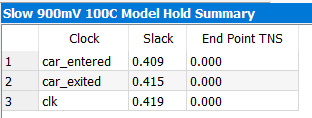 Slow 900mV 100C Model Hold Summary
Clock Slack End Point TNS
1 car_entered 0.409 0.000
2 car_exited 0.415 0.000
3 clk 0.419 0.000